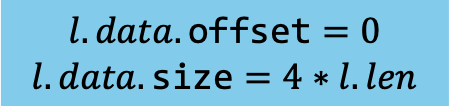 l.data.offset = 0
l.data.size = 4 * l.len